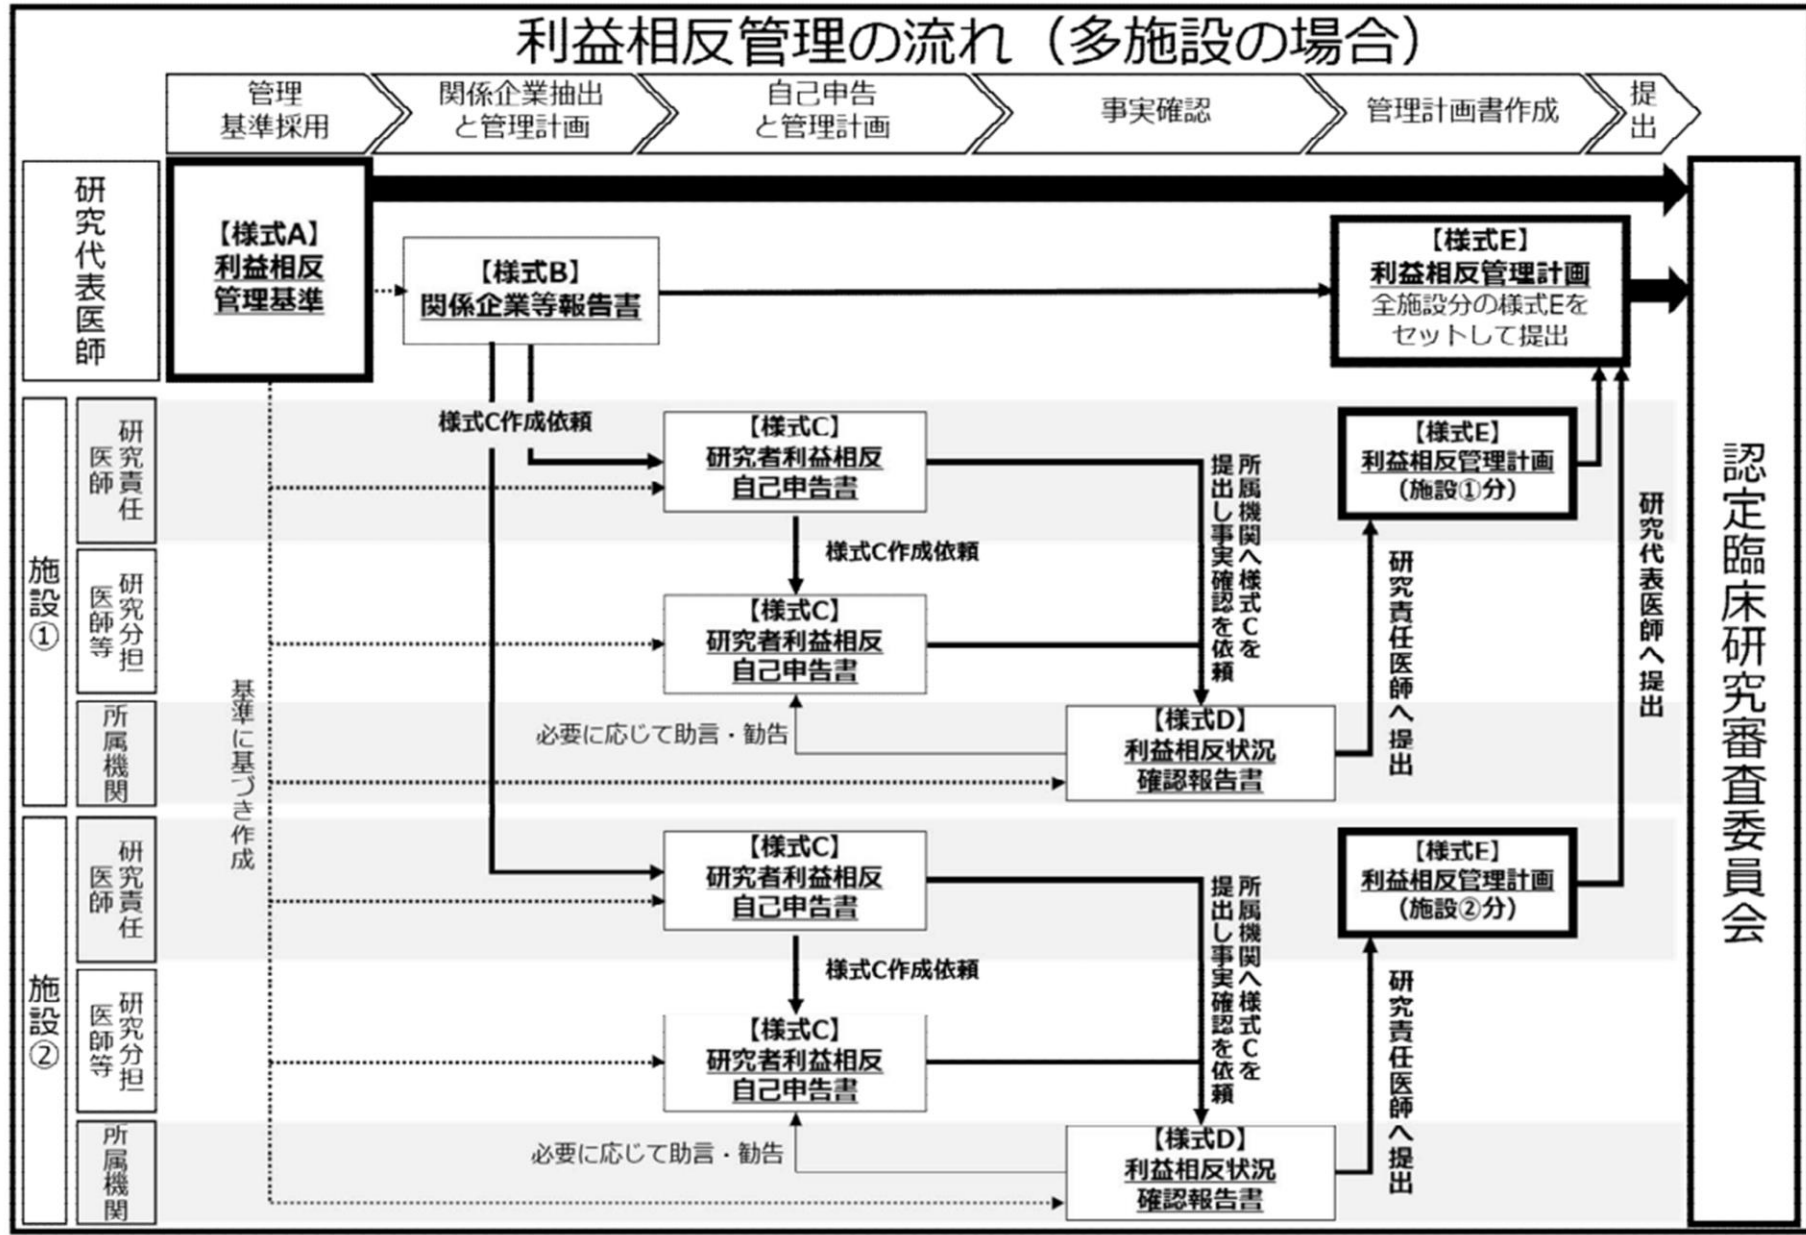 利益相反管理の流れ（多施設の場合）
管理
基準採用
関係企業抽出
と管理計画
自己申告
と管理計画
事実確認
管理計画書作成
提出
研究代表医師
【様式A】
利益相反
管理基準
【様式B】
関係企業等報告書
【様式E】
利益相反管理計画
全施設分の様式Eを
セットして提出
認定臨床研究審査委員会
施設①
研究責任
医師
様式C作成依頼
【様式C】
研究者利益相反
自己申告書
所属機関へ様式Cを
提出し事実確認を依頼
【様式E】
利益相反管理計画
（施設①分）
研究代表医師へ提出
研究分担
医師等
様式C作成依頼
【様式C】
研究者利益相反
自己申告書
研究責任医師へ提出
所属機関
基準に基づき作成
必要に応じて助言・勧告
【様式D】
利益相反状況
確認報告書
施設②
研究責任
医師
【様式C】
研究者利益相反
自己申告書
所属機関へ様式Cを
提出し事実確認を依頼
【様式E】
利益相反管理計画
（施設②分）
研究分担
医師等
様式C作成依頼
【様式C】
研究者利益相反
自己申告書
研究責任医師へ提出
所属機関
必要に応じて助言・勧告
【様式D】
利益相反状況
確認報告書